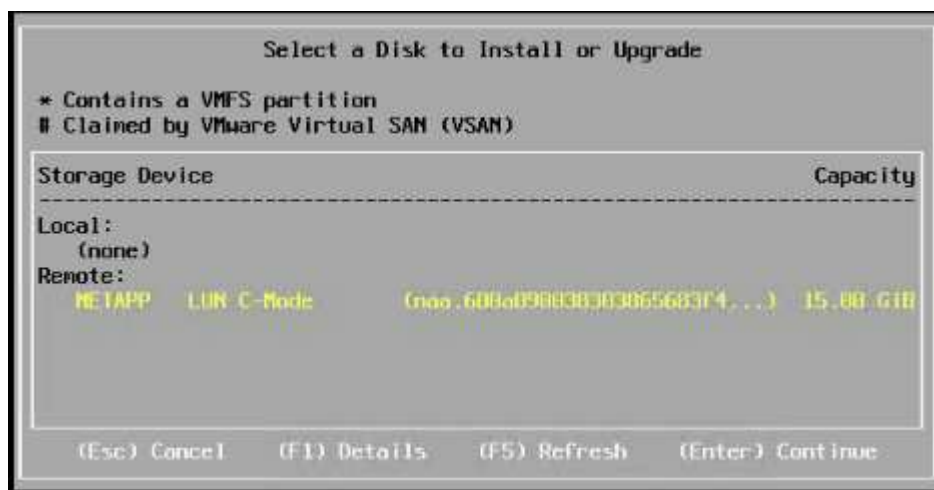 Select a Disk to Install or Upgrade
* Contains a VMFS partition
# Claimed by VMware Virtual SAN (VSAN)
Storage Device Capacity
Local:
(none)
Remote:
NETAPP LUN C-Mode 15.00 GiB
(Esc) Cancel (F1) Details (F5) Refresh (Enter) Continue